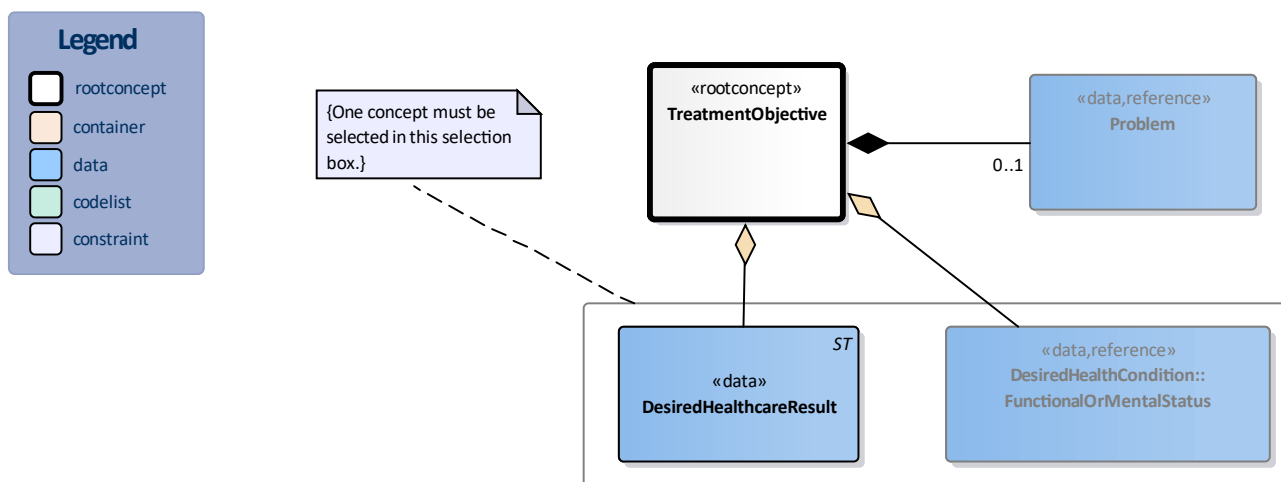 Legend
rootconcept
container
data
codelist
constraint
{One concept must be
selected in this selection
box.}
«rootconcept»
TreatmentObjective
«data,reference»
Problem
0..1
ST
«data»
DesiredHealthcareResult
«data,reference»
DesiredHealthCondition::
FunctionalOrMentalStatus